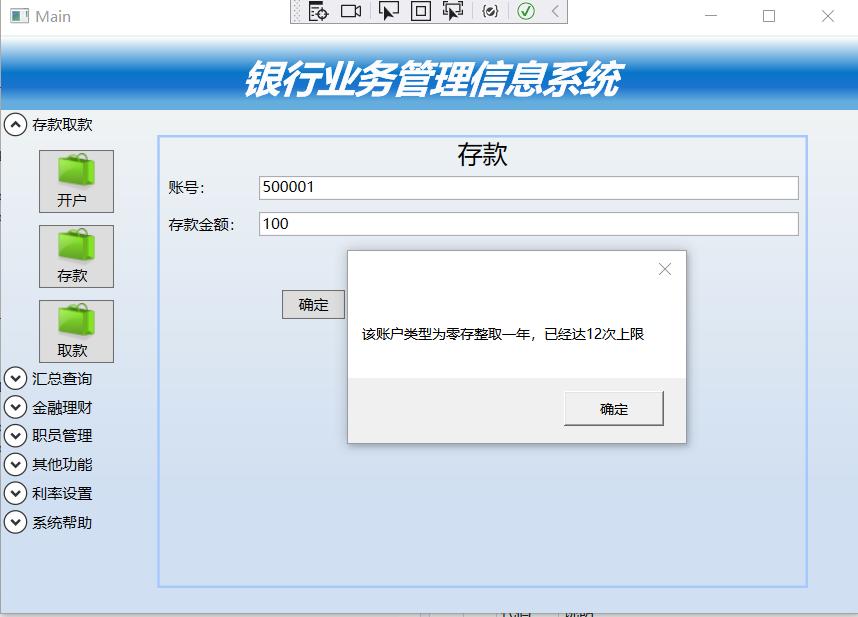 Main
银行业务管理信息系统
存款取款
开户
存款
取款
汇总查询
金融理财
职员管理
其他功能
利率设置
系统帮助
存款
账号：
500001
存款金额：
100
确定
该账户类型为零存整取一年，已经达12次上限
确定